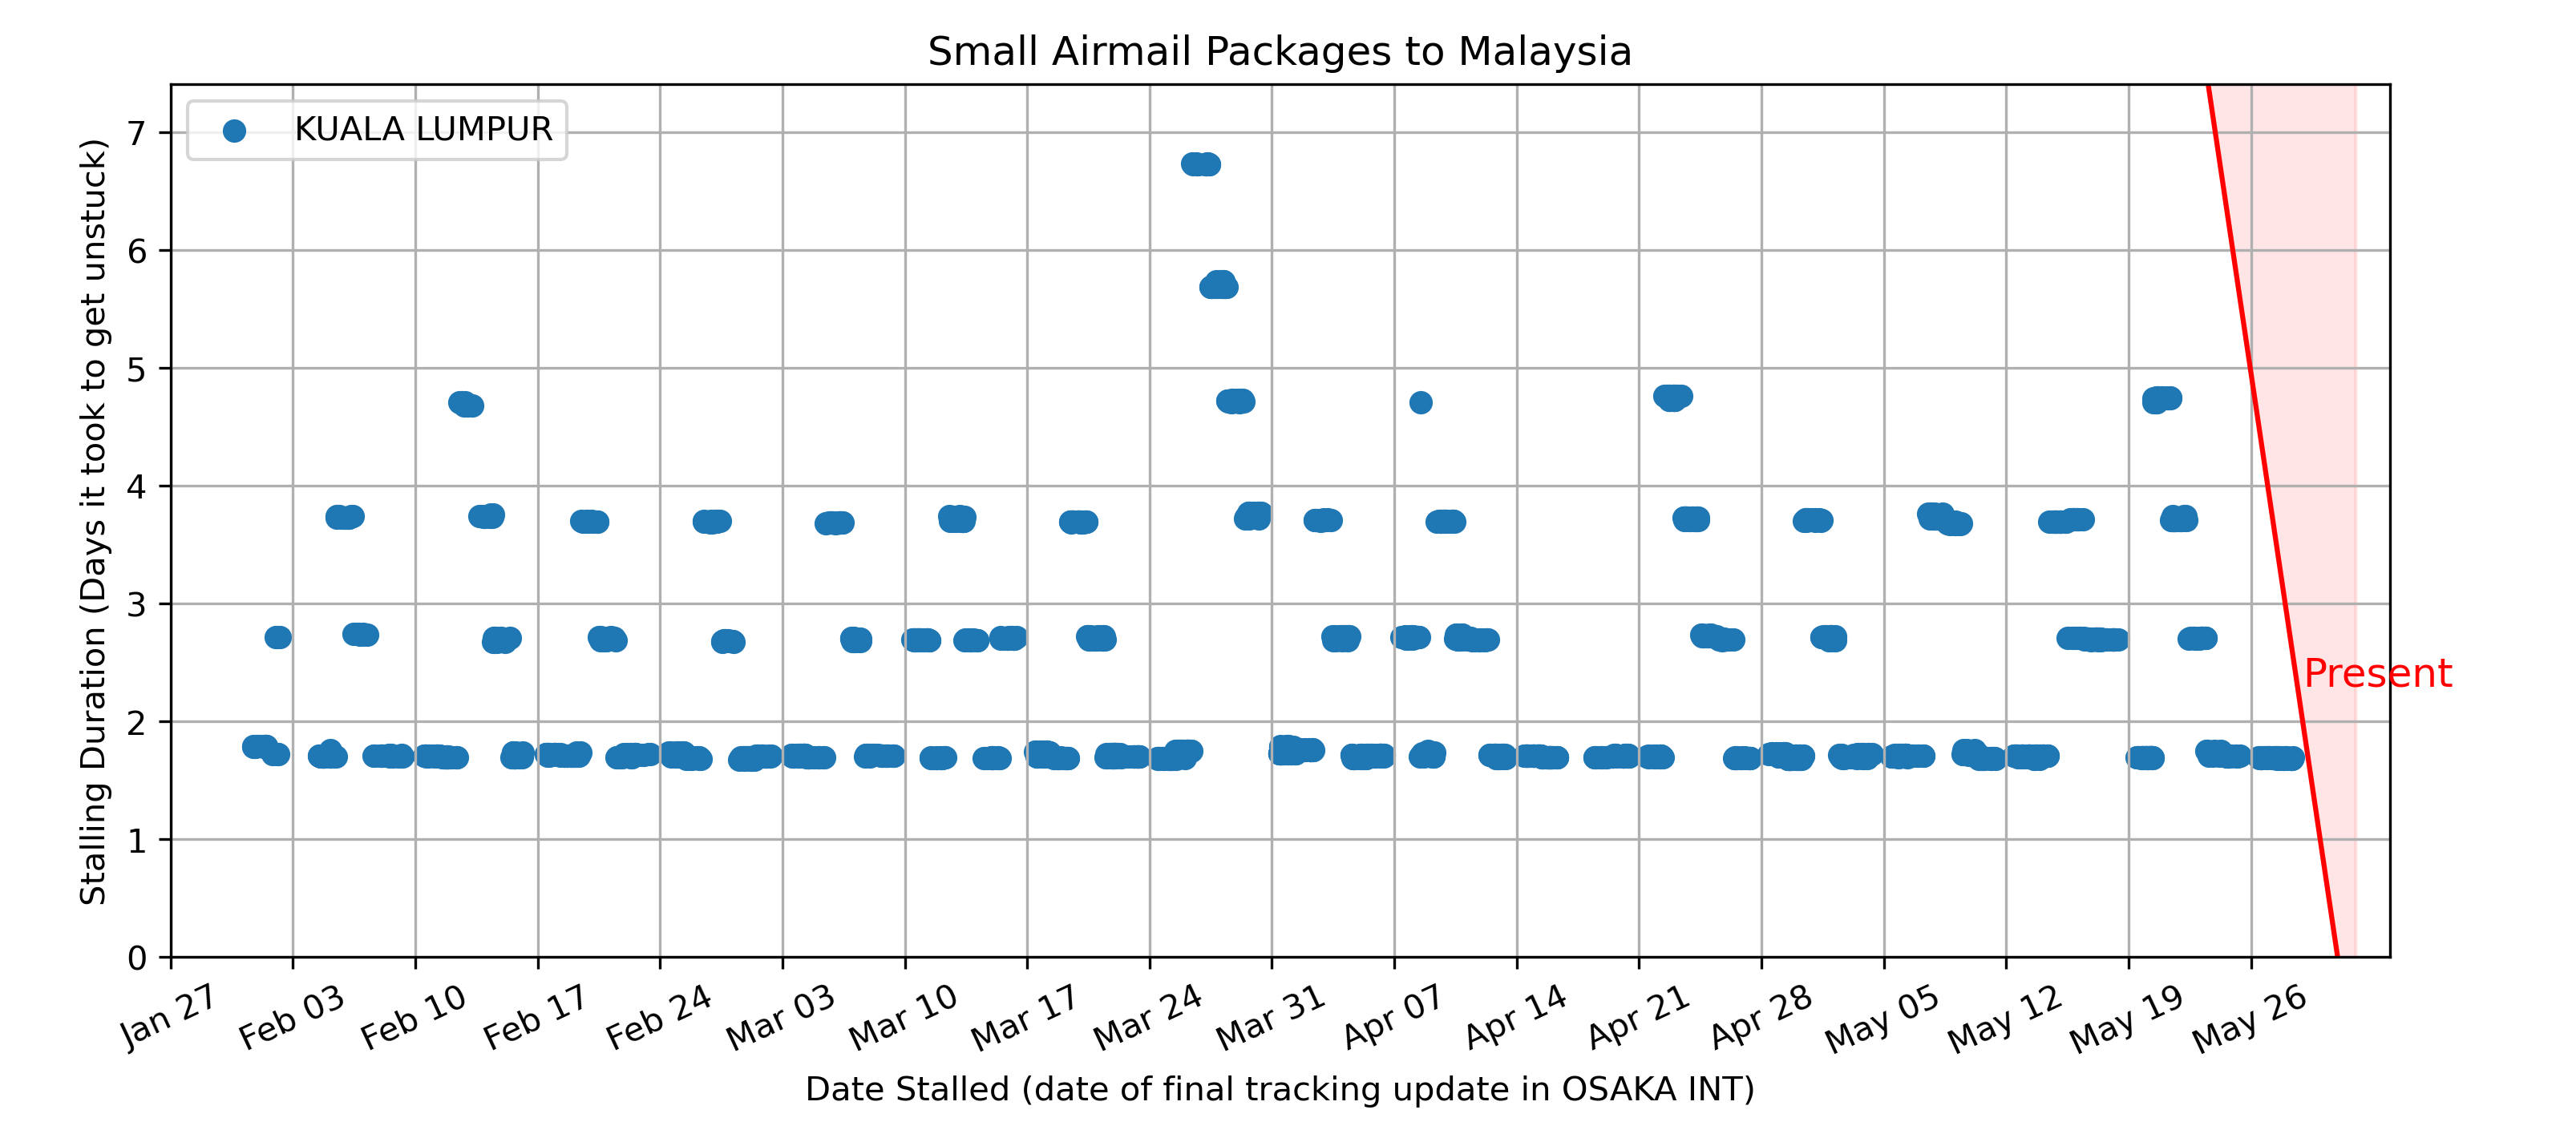 Small Airmail Packages to Malaysia
KUALA LUMPUR
Stalling Duration (Days it took to get unstuck)
7
6
5
4
3
2
1
0
Present
Jan 27
Feb 03
Feb 10
Feb 17
Feb 24
Mar 03
Mar 10
Mar 17
Mar 24
Mar 31
Apr 07
Apr 14
Apr 21
Apr 28
May 05
May 12
May 19
May 26
Date Stalled (date of final tracking update in OSAKA INT)